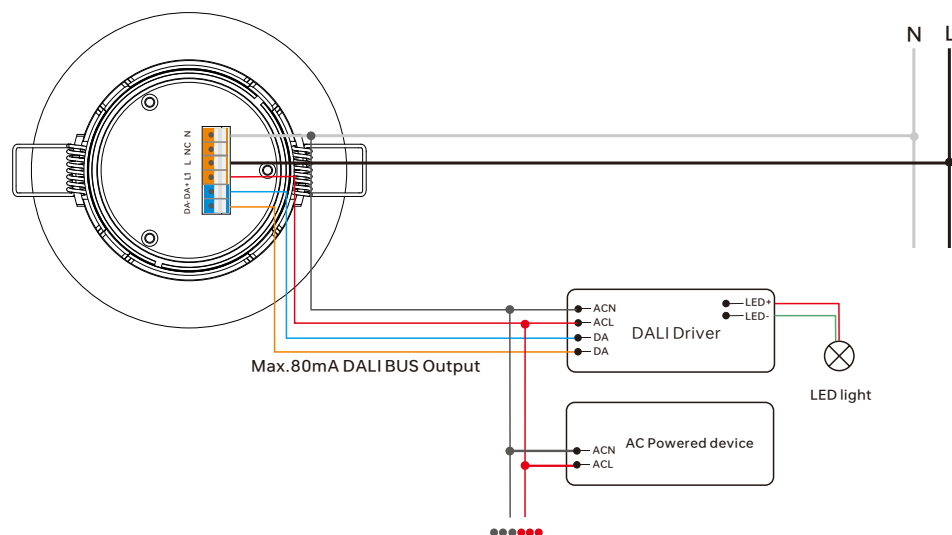 N L
DA-DA+ L1 L NC N
ACN
ACL
DA
DA
DALI Driver
LED+
LED-
Max.80mA DALI BUS Output
LED light
ACN
ACL
AC Powered device